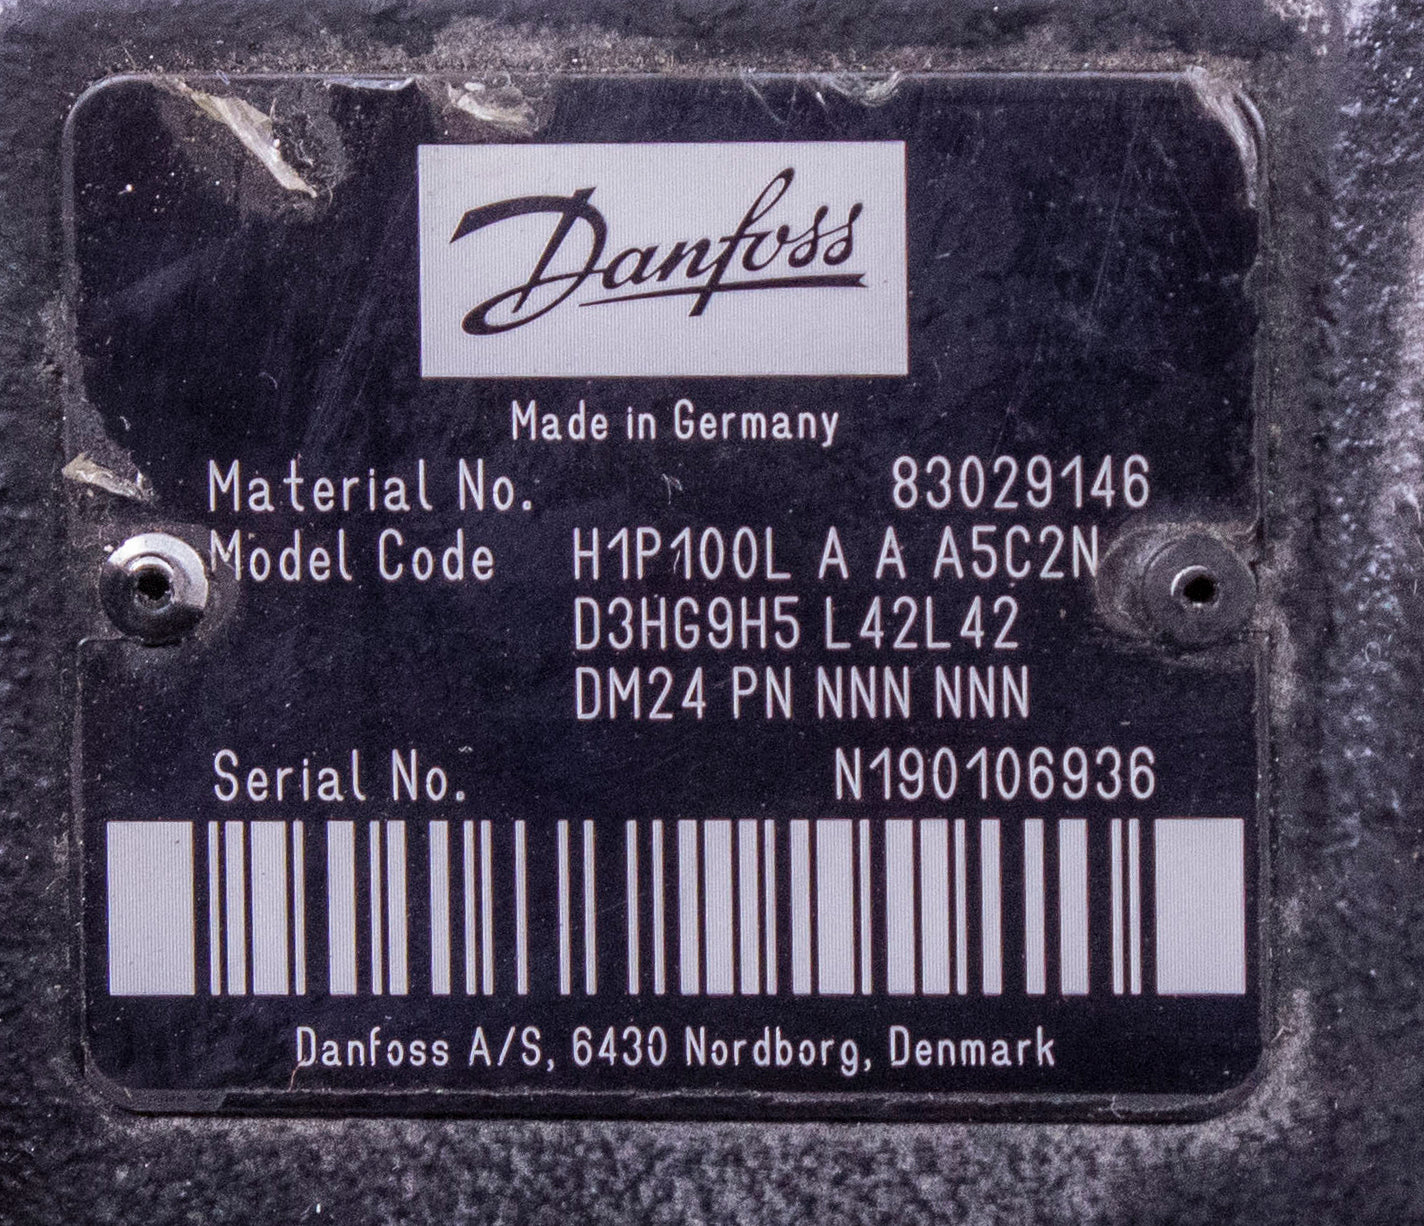 Danfoss
Made in Germany
Material No. 83029146
Model Code H1P100L A A A5C2N
D3HG9H5 L42L42
DM24 PN NNN NNN
Serial No. N190106936
Danfoss A/S, 6430 Nordborg, Denmark